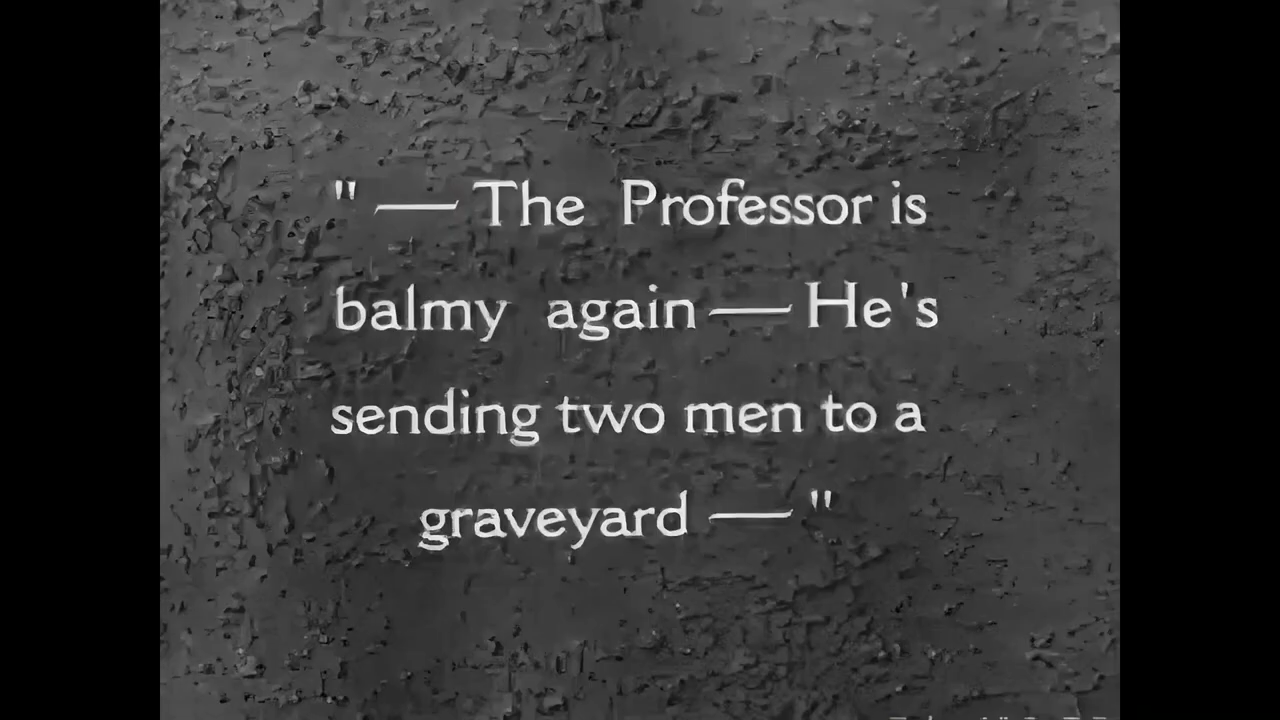 " — The Professor is
balmy again — He's
sending two men to a
graveyard — "